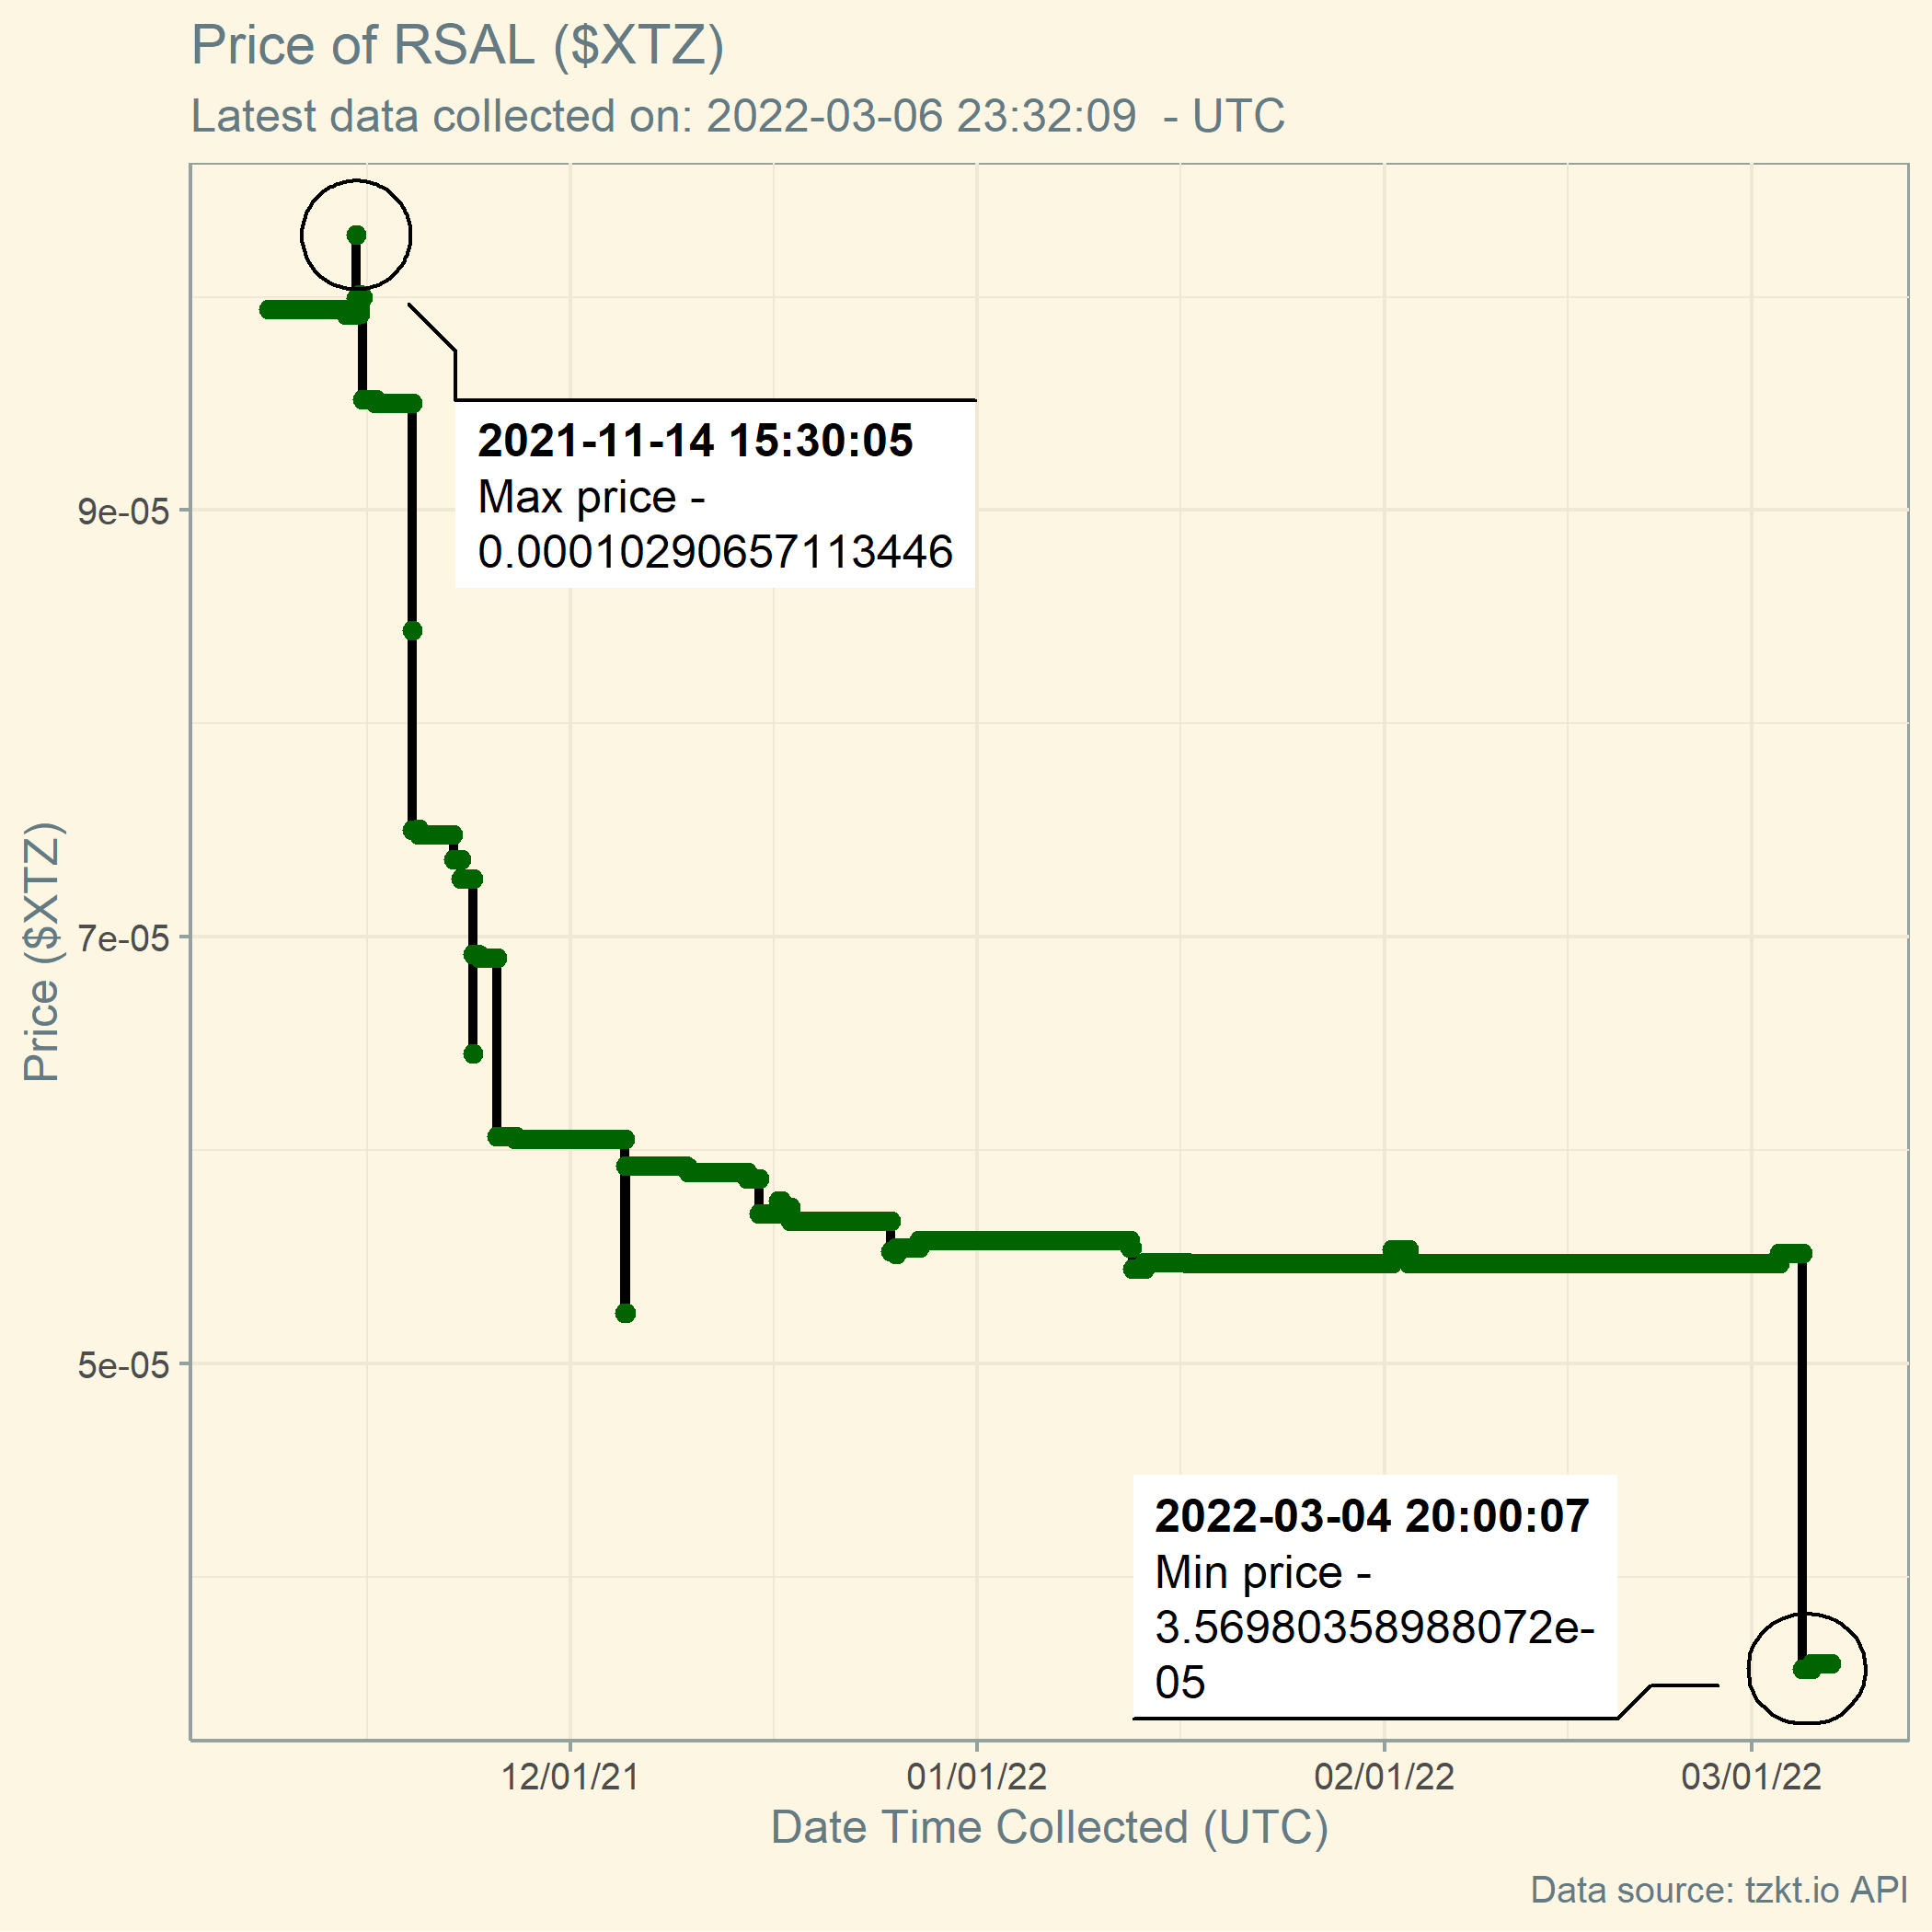 Price of RSAL ($XTZ)
Latest data collected on: 2022-03-06 23:32:09  - UTC
2021-11-14 15:30:05
Max price -
0.000102906571134​46
9e-05
Price ($XTZ)
7e-05
5e-05
2022-03-04 20:00:07
Min price -
3.56980358988072e-
05
12/01/21
01/01/22
02/01/22
03/01/22
Date Time Collected (UTC)
Data source: tzkt.io API